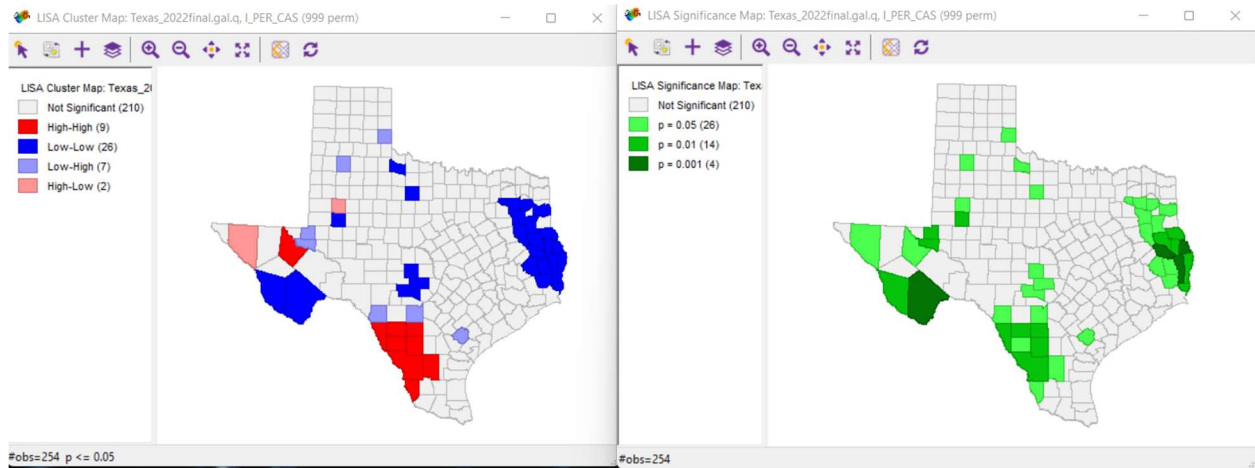 LISA Cluster Map: Texas_2022final.gal.q, I_PER_CAS (999 perm)
LISA Cluster Map: Texas_20
Not Significant (210)
High-High (9)
Low-Low (26)
Low-High (7)
High-Low (2)
#obs=254 p <= 0.05
LISA Significance Map: Texas_2022final.gal.q, I_PER_CAS (999 perm)
LISA Significance Map: Tex
Not Significant (210)
p = 0.05 (26)
p = 0.01 (14)
p = 0.001 (4)
#obs=254